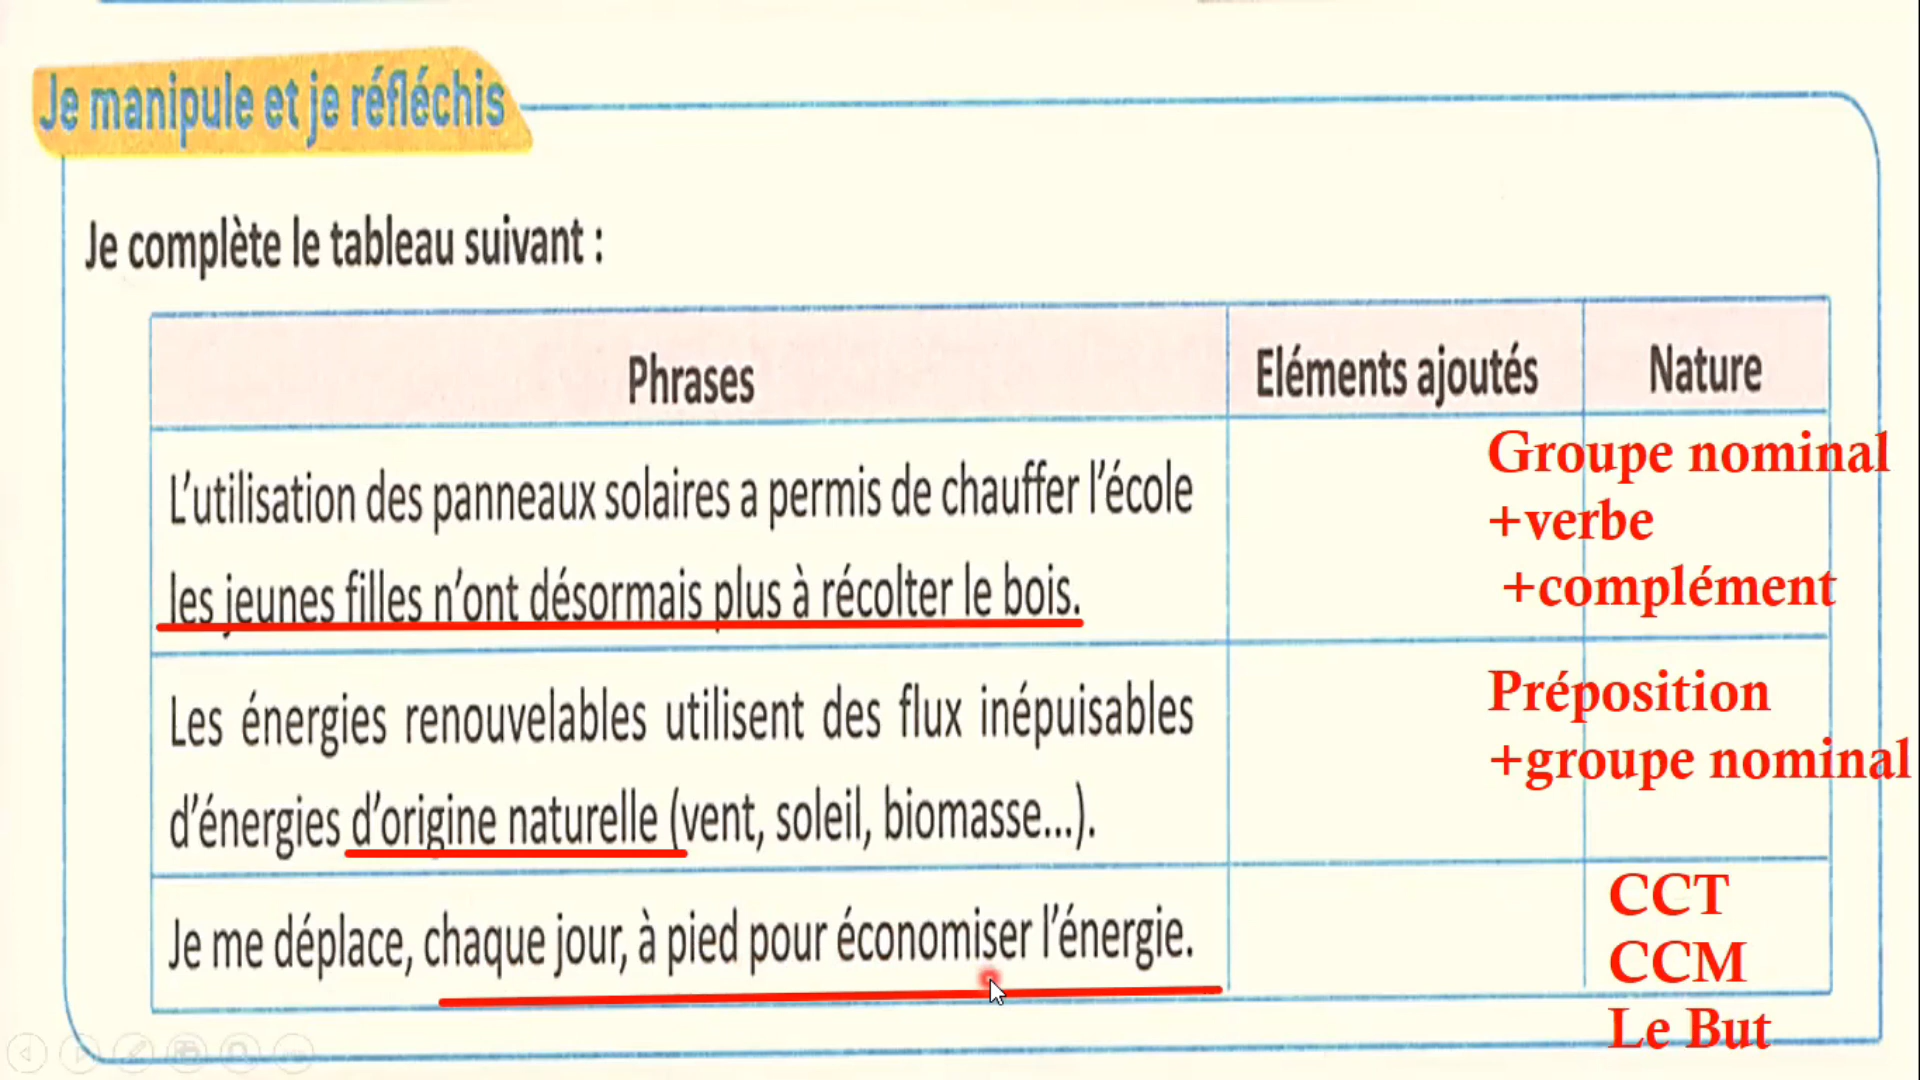 Je manipule et je réfléchis
Je complète le tableau suivant :
Phrases
Eléments ajoutés
Nature
L'utilisation des panneaux solaires a permis de chauffer l'école
les jeunes filles n'ont désormais plus à récolter le bois.
Groupe nominal
+verbe
+complément
Les énergies renouvelables utilisent des flux inépuisables
d'énergies d'origine naturelle (vent, soleil, biomasse...).
Préposition
+groupe nominal
Je me déplace, chaque jour, à pied pour économiser l'énergie.
CCT
CCM
Le But